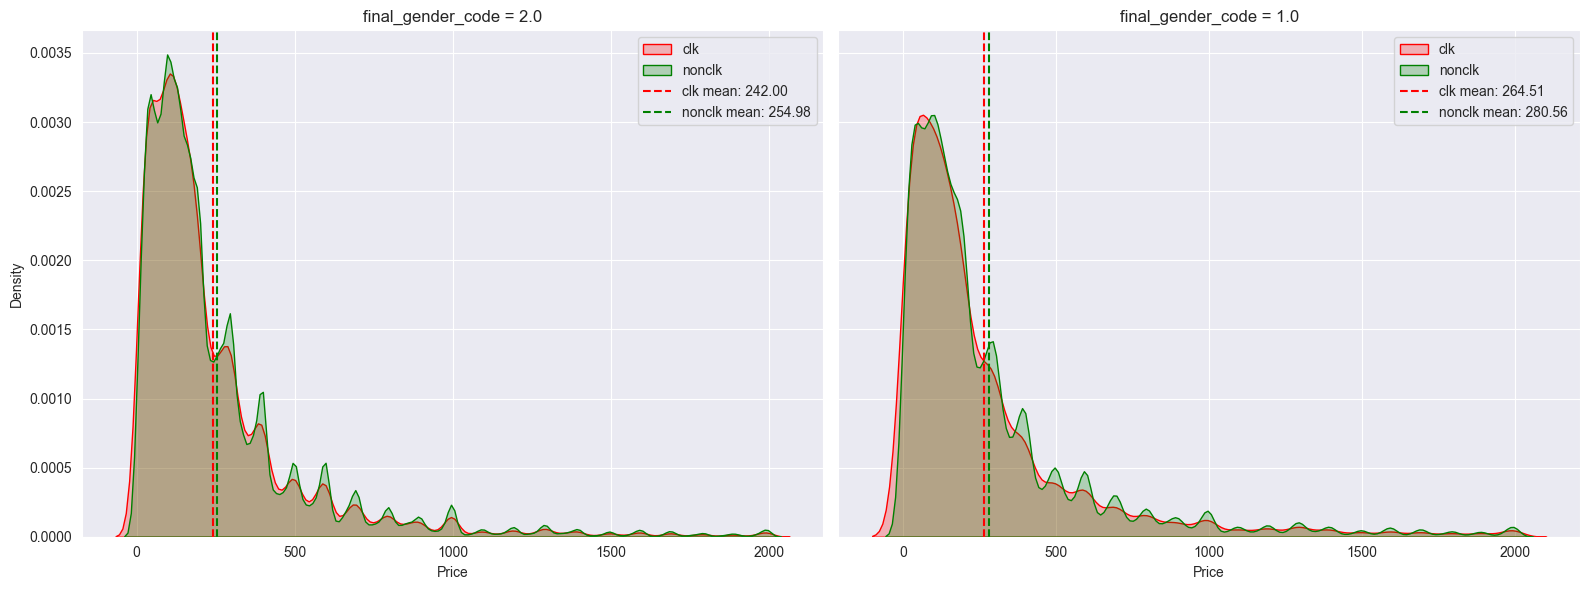 final_gender_code = 2.0
clk
nonclk
clk mean: 242.00
nonclk mean: 254.98
0.0035
0.0030
0.0025
0.0020
0.0015
0.0010
0.0005
0.0000
Density
0
500
1000
1500
2000
Price
final_gender_code = 1.0
clk
nonclk
clk mean: 264.51
nonclk mean: 280.56
0
500
1000
1500
2000
Price